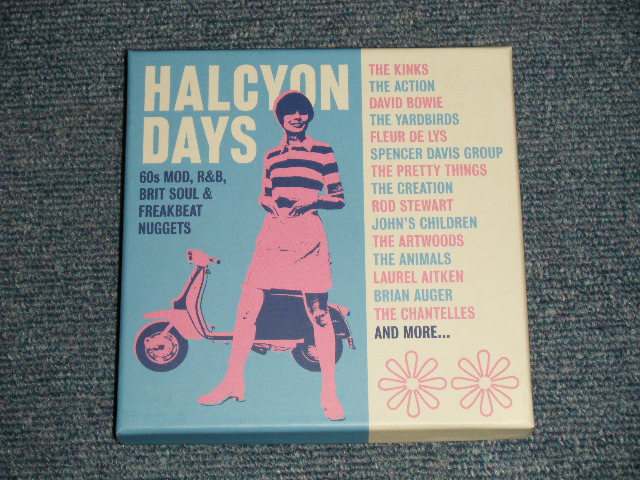 HALCYON
DAYS
60s MOD, R&B,
BRIT SOUL &
FREAKBEAT
NUGGETS
THE KINKS
THE ACTION
DAVID BOWIE
THE YARDBIRDS
FLEUR DE LYS
SPENCER DAVIS GROUP
THE PRETTY THINGS
THE CREATION
ROD STEWART
JOHN'S CHILDREN
THE ARTWOODS
THE ANIMALS
LAUREL AITKEN
BRIAN AUGER
THE CHANTELLES
AND MORE...